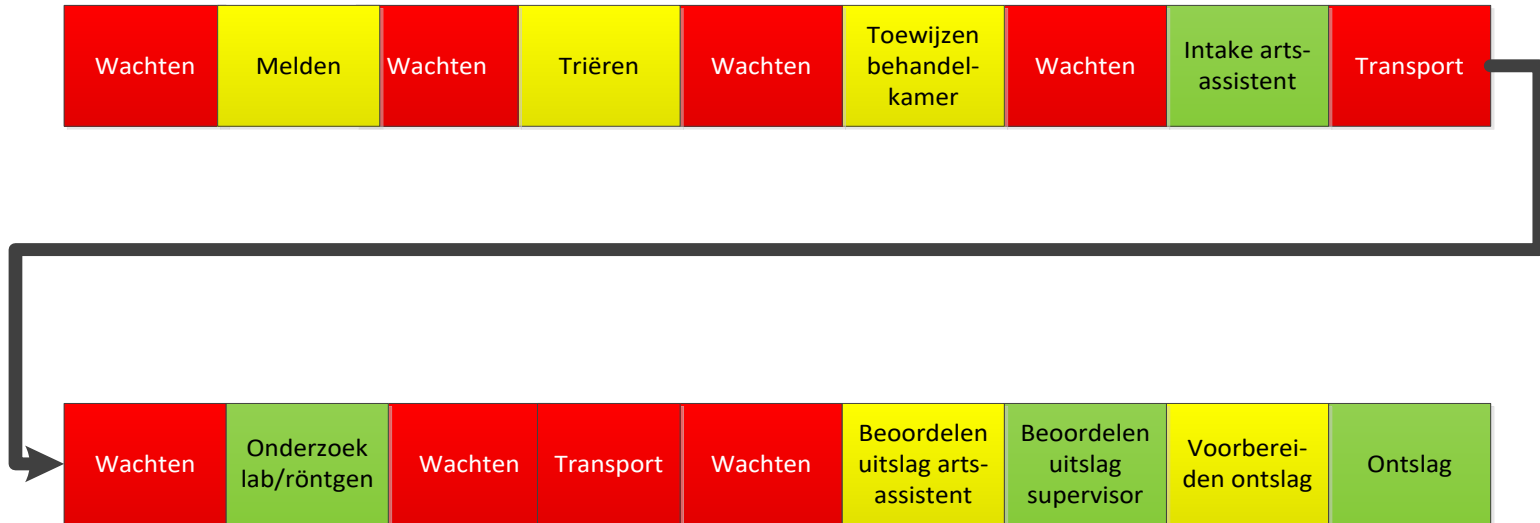 Wachten
Melden
Wachten
Triëren
Wachten
Toewijzen
behandel-
kamer
Wachten
Intake arts-
assistent
Transport
Wachten
Onderzoek
lab/röntgen
Wachten
Transport
Wachten
Beoordelen
uitslag arts-
assistent
Beoordelen
uitslag
supervisor
Voorberei-
den ontslag
Ontslag